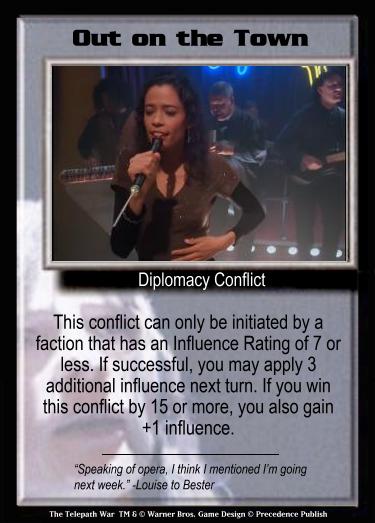 Out on the Town
Diplomacy Conflict
This conflict can only be initiated by a
faction that has an Influence Rating of 7 or
less. If successful, you may apply 3
additional influence next turn. If you win
this conflict by 15 or more, you also gain
+1 influence.
"Speaking of opera, I think I mentioned I'm going
next week." -Louise to Bester
The Telepath War TM & © Warner Bros. Game Design © Precedence Publish